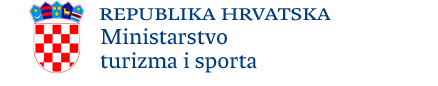 REPUBLIKA HRVATSKA
Ministarstvo
turizma i sporta